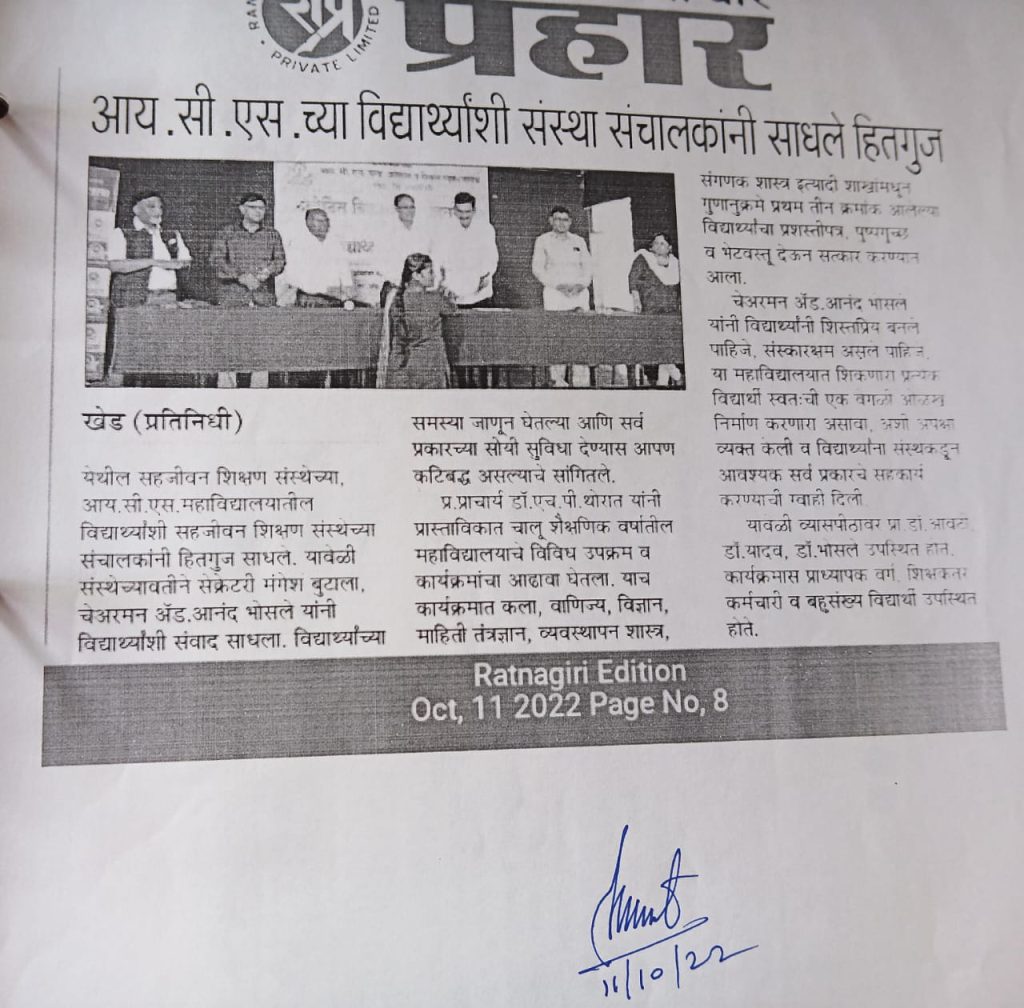 RAN
राप्र
PRIVATE LIMITED
प्रहार
आय.सी.एस.च्या विद्यार्थ्यांशी संस्था संचालकांनी साधले हितगुज
खेड (प्रतिनिधी)
येथील सहजीवन शिक्षण संस्थेच्या,
आय.सी.एस.महाविद्यालयातील
विद्यार्थ्यांशी सहजीवन शिक्षण संस्थेच्या
संचालकांनी हितगुज साधले. यावेळी
संस्थेच्यावतीने सेक्रेटरी मंगेश बुटाला,
चेअरमन ॲड.आनंद भोसले यांनी
विद्यार्थ्यांशी संवाद साधला. विद्यार्थ्यांच्या
समस्या जाणून घेतल्या आणि सर्व
प्रकारच्या सोयी सुविधा देण्यास आपण
कटिबद्ध असल्याचे सांगितले.
प्र.प्राचार्य डॉ.एच.पी.थोरात यांनी
प्रास्ताविकात चालू शैक्षणिक वर्षातील
महाविद्यालयाचे विविध उपक्रम व
कार्यक्रमांचा आढावा घेतला. याच
कार्यक्रमात कला, वाणिज्य, विज्ञान,
माहिती तंत्रज्ञान, व्यवस्थापन शास्त्र,
संगणक शास्त्र इत्यादी शाखांमधून
गुणानुक्रमे प्रथम तीन क्रमांक आलेल्या
विद्यार्थ्यांचा प्रशस्तीपत्र, पुष्पगुच्छ
व भेटवस्तू देऊन सत्कार करण्यात
आला.
चेअरमन ॲड.आनंद भोसले
यांनी विद्यार्थ्यांनी शिस्तप्रिय बनले
पाहिजे, संस्कारक्षम असले पाहिजे,
या महाविद्यालयात शिकणारा प्रत्येक
विद्यार्थी स्वतःची एक वेगळी ओळख
निर्माण करणारा असावा, अशी अपेक्षा
व्यक्त केली व विद्यार्थ्यांना संस्थेकडून
आवश्यक सर्व प्रकारचे सहकार्य
करण्याची ग्वाही दिली.
यावेळी व्यासपीठावर प्रा.डॉ.आवटी,
डॉ.यादव, डॉ.भोसले उपस्थित होते.
कार्यक्रमास प्राध्यापक वर्ग, शिक्षकेतर
कर्मचारी व बहुसंख्य विद्यार्थी उपस्थित
होते.
Ratnagiri Edition
Oct, 11 2022 Page No, 8
11/10/22